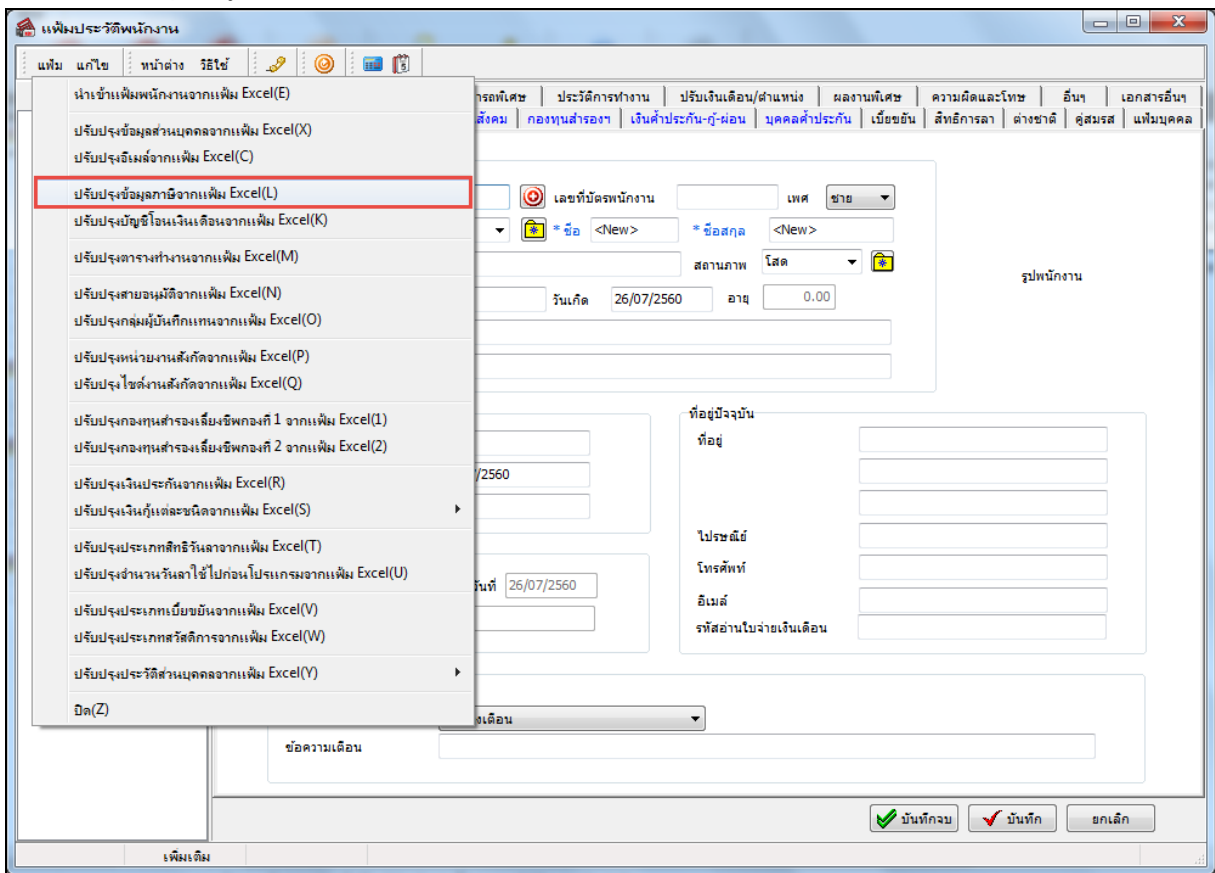 แฟ้มประวัติพนักงาน
แฟ้ม แก้ไข หน้าต่าง วิธีใช้
นำเข้าแฟ้มพนักงานจากแฟ้ม Excel(E)
ปรับปรุงข้อมูลส่วนบุคคลจากแฟ้ม Excel(X)
ปรับปรุงอีเมล์จากแฟ้ม Excel(C)
ปรับปรุงข้อมูลภาษีจากแฟ้ม Excel(L)
ปรับปรุงบัญชีโอนเงินเดือนจากแฟ้ม Excel(K)
ปรับปรุงตารางทำงานจากแฟ้ม Excel(M)
ปรับปรุงสายอนุมัติจากแฟ้ม Excel(N)
ปรับปรุงกลุ่มผู้บันทึกแทนจากแฟ้ม Excel(O)
ปรับปรุงหน่วยงานสังกัดจากแฟ้ม Excel(P)
ปรับปรุงไซต์งานสังกัดจากแฟ้ม Excel(Q)
ปรับปรุงกองทุนสำรองเลี้ยงชีพกองที่ 1 จากแฟ้ม Excel(1)
ปรับปรุงกองทุนสำรองเลี้ยงชีพกองที่ 2 จากแฟ้ม Excel(2)
ปรับปรุงเงินประกันจากแฟ้ม Excel(R)
ปรับปรุงเงินกู้แต่ละชนิดจากแฟ้ม Excel(S)
ปรับปรุงประเภทสิทธิวันลาจากแฟ้ม Excel(T)
ปรับปรุงจำนวนวันลาใช้ไปก่อนโปรแกรมจากแฟ้ม Excel(U)
ปรับปรุงประเภทเบี้ยขยันจากแฟ้ม Excel(V)
ปรับปรุงประเภทสวัสดิการจากแฟ้ม Excel(W)
ปรับปรุงประวัติส่วนบุคคลจากแฟ้ม Excel(Y)
ปิด(Z)
ารถพิเศษ ประวัติการทำงาน ปรับเงินเดือน/ตำแหน่ง ผลงานพิเศษ ความผิดและโทษ อื่นๆ เอกสารอื่นๆ
สังคม กองทุนสำรองฯ เงินค้ำประกัน-กู้-ผ่อน บุคคลค้ำประกัน เบี้ยขยัน สิทธิการลา ต่างชาติ คู่สมรส แฟ้มบุคคล
เลขที่บัตรพนักงาน เพศ ชาย
* ชื่อ <New> * ชื่อสกุล <New>
สถานภาพ โสด
รูปพนักงาน
วันเกิด 26/07/2560 อายุ 0.00
ที่อยู่ปัจจุบัน
ที่อยู่
/2560
ไปรษณีย์
โทรศัพท์
วันที่ 26/07/2560
อีเมล์
รหัสอ่านใบจ่ายเงินเดือน
งเตือน
ข้อความเตือน
บันทึกจบ บันทึก ยกเลิก
เพิ่มเติม